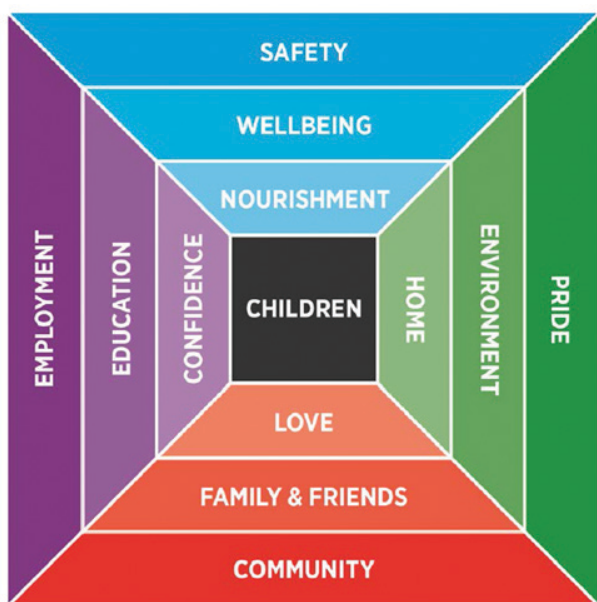 SAFETY
WELLBEING
NOURISHMENT
EMPLOYMENT
EDUCATION
CONFIDENCE
CHILDREN
HOME
ENVIRONMENT
PRIDE
LOVE
FAMILY & FRIENDS
COMMUNITY